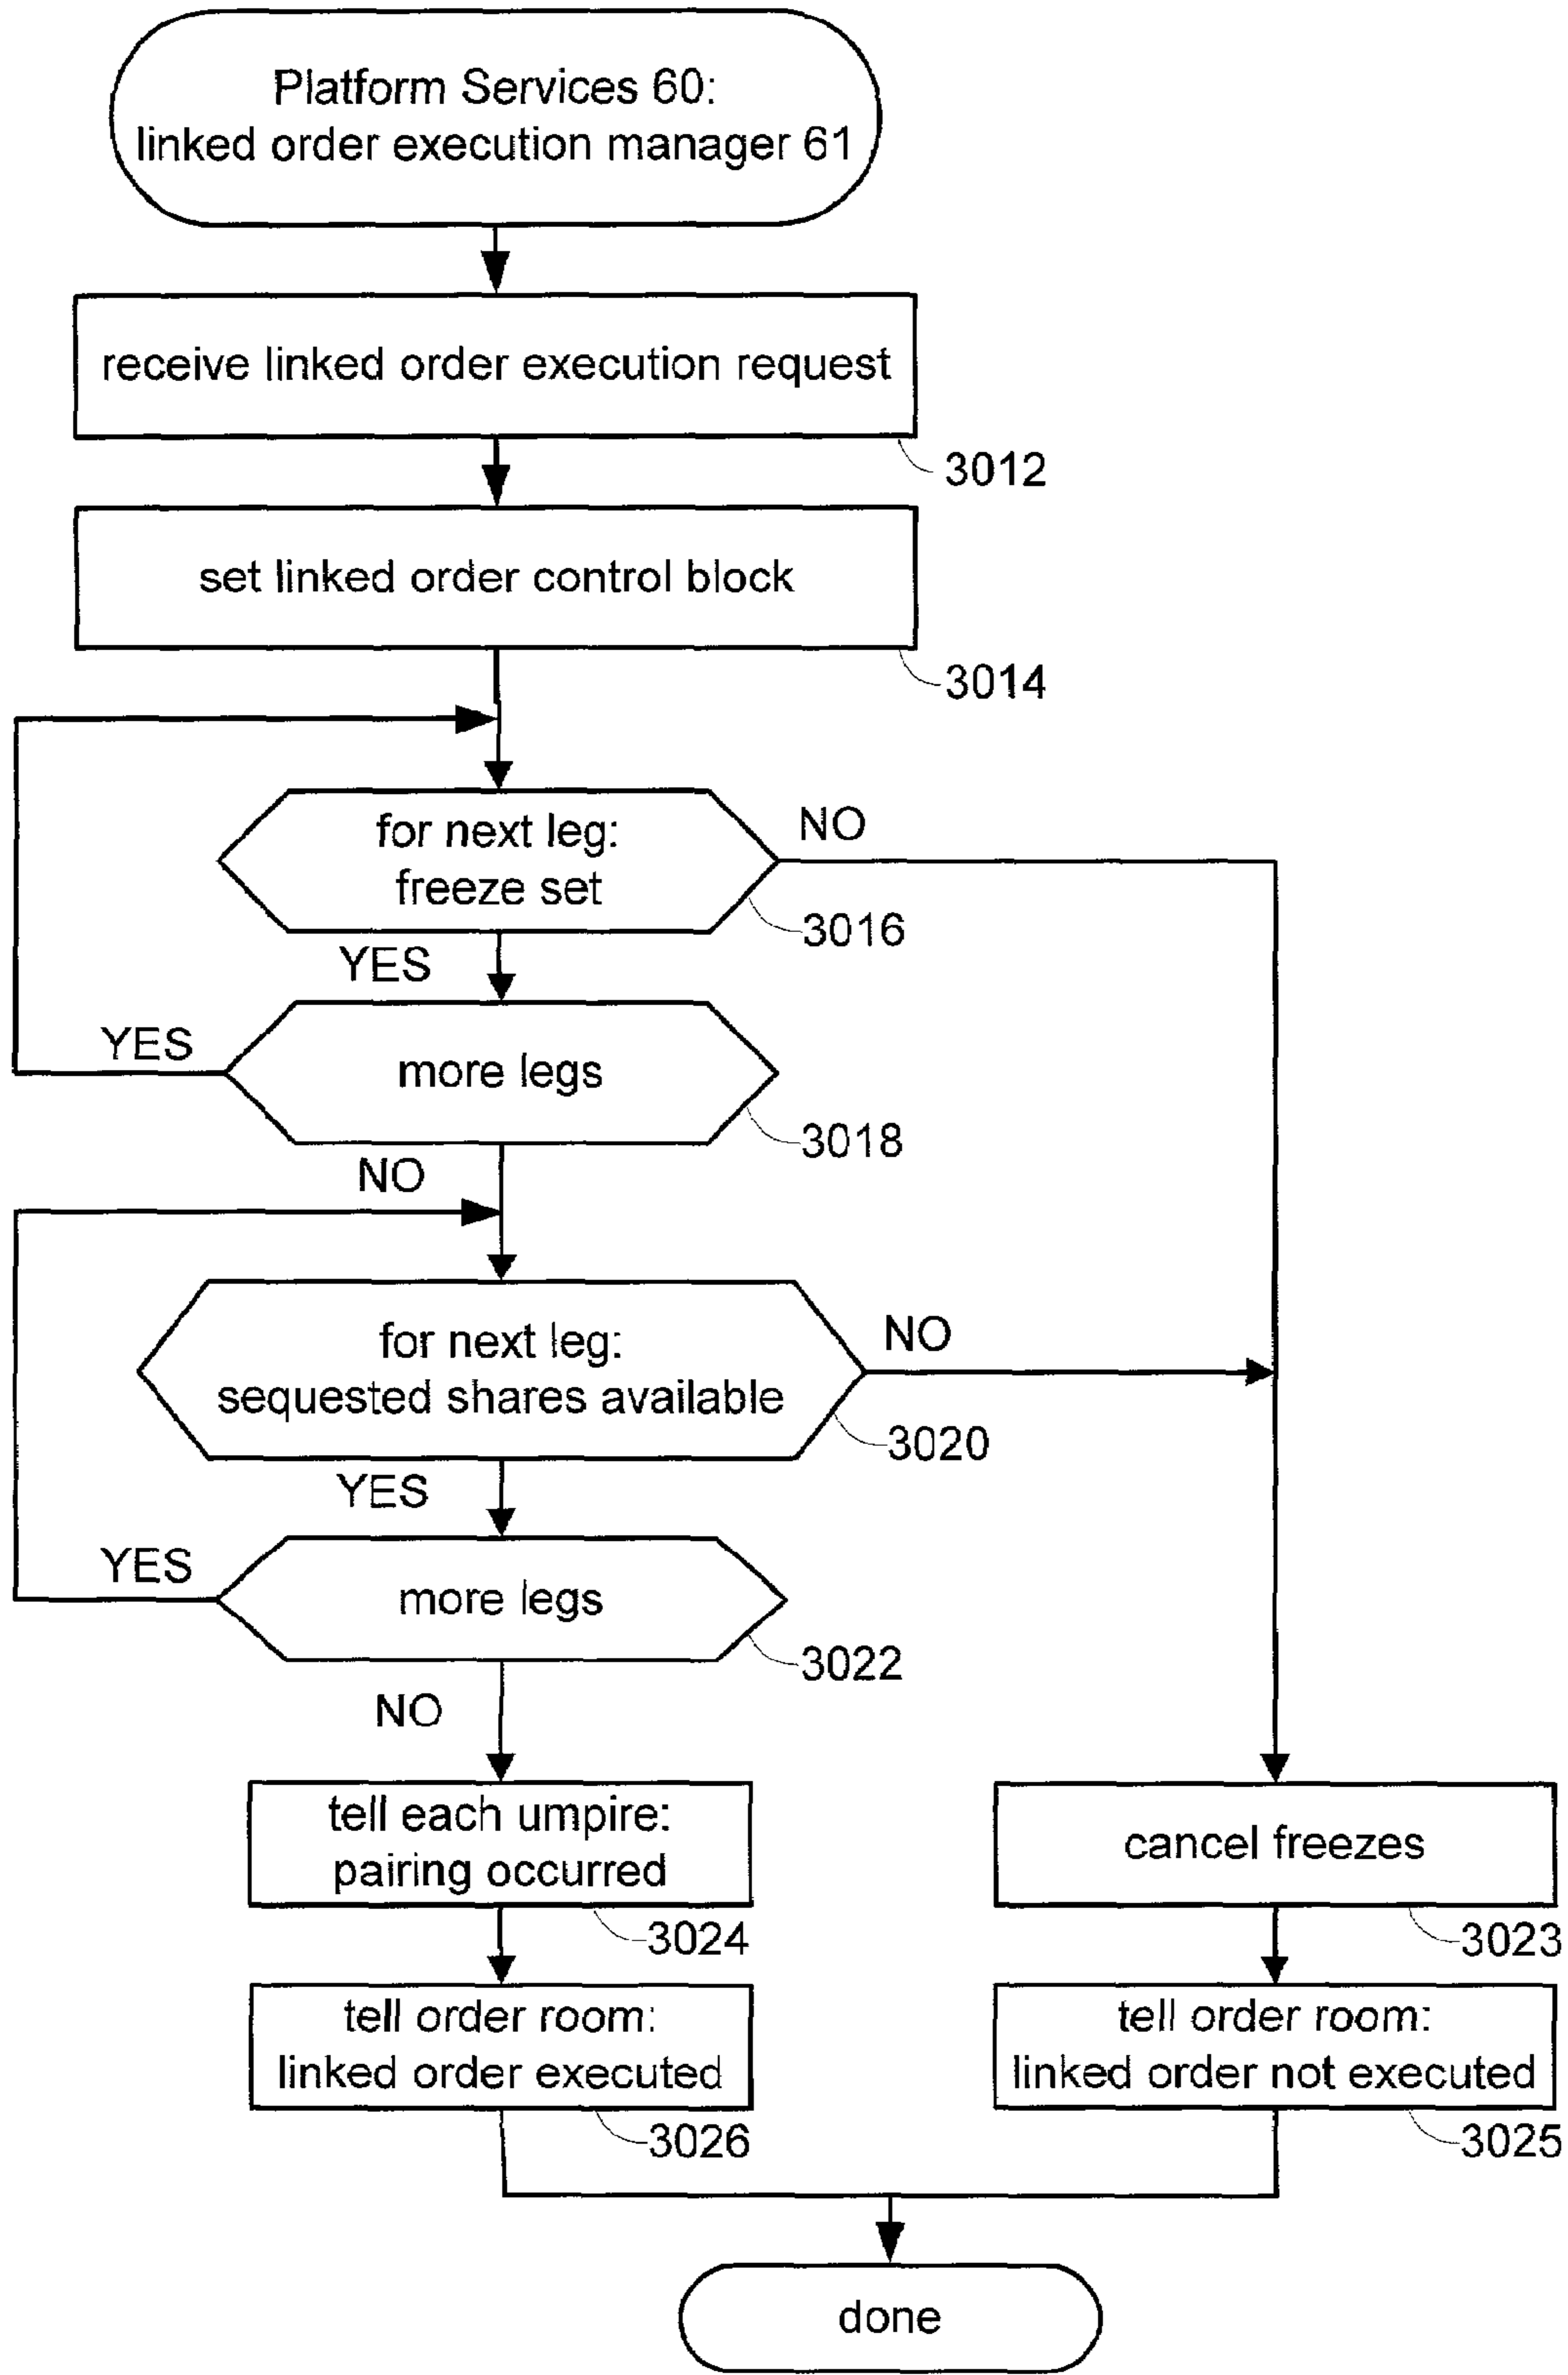 Platform Services 60:
linked order execution manager 61
receive linked order execution request
3012
set linked order control block
3014
for next leg:
freeze set
NO
3016
YES
more legs
YES
3018
NO
for next leg:
sequested shares available
NO
3020
YES
more legs
YES
3022
NO
tell each umpire:
pairing occurred
3024
cancel freezes
3023
tell order room:
linked order executed
3026
tell order room:
linked order not executed
3025
done